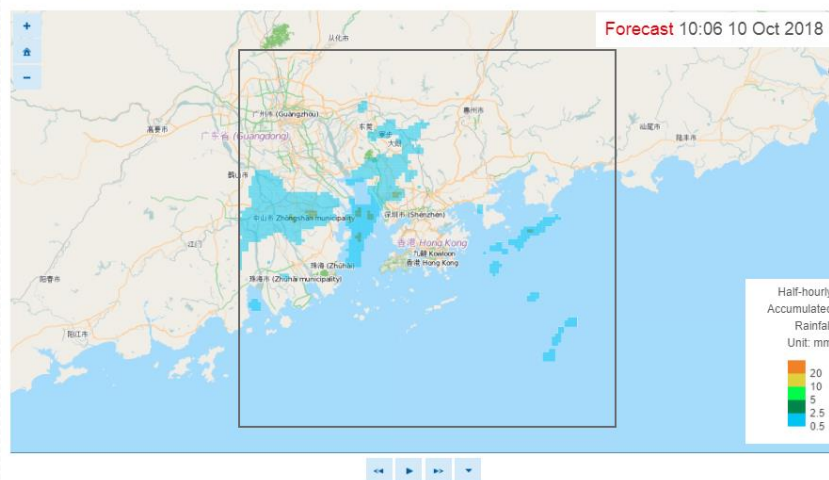 Forecast 10:06 10 Oct 2018
从化市
广州市 (Guangzhou)
惠州市
高要市
东莞
广东省 (Guangdong)
汕尾市
陆丰市
大朗
鹤山市
中山市 Zhongshan municipality
深圳市 (Shenzhen)
江门
香港 Hong Kong
九龍 Kowloon
香港 Hong Kong
珠海 (Zhuhai)
珠海市 (Zhuhai municipality)
阳春市
阳江市
Half-hourly
Accumulated
Rainfal
Unit: mm
20
10
5
2.5
0.5